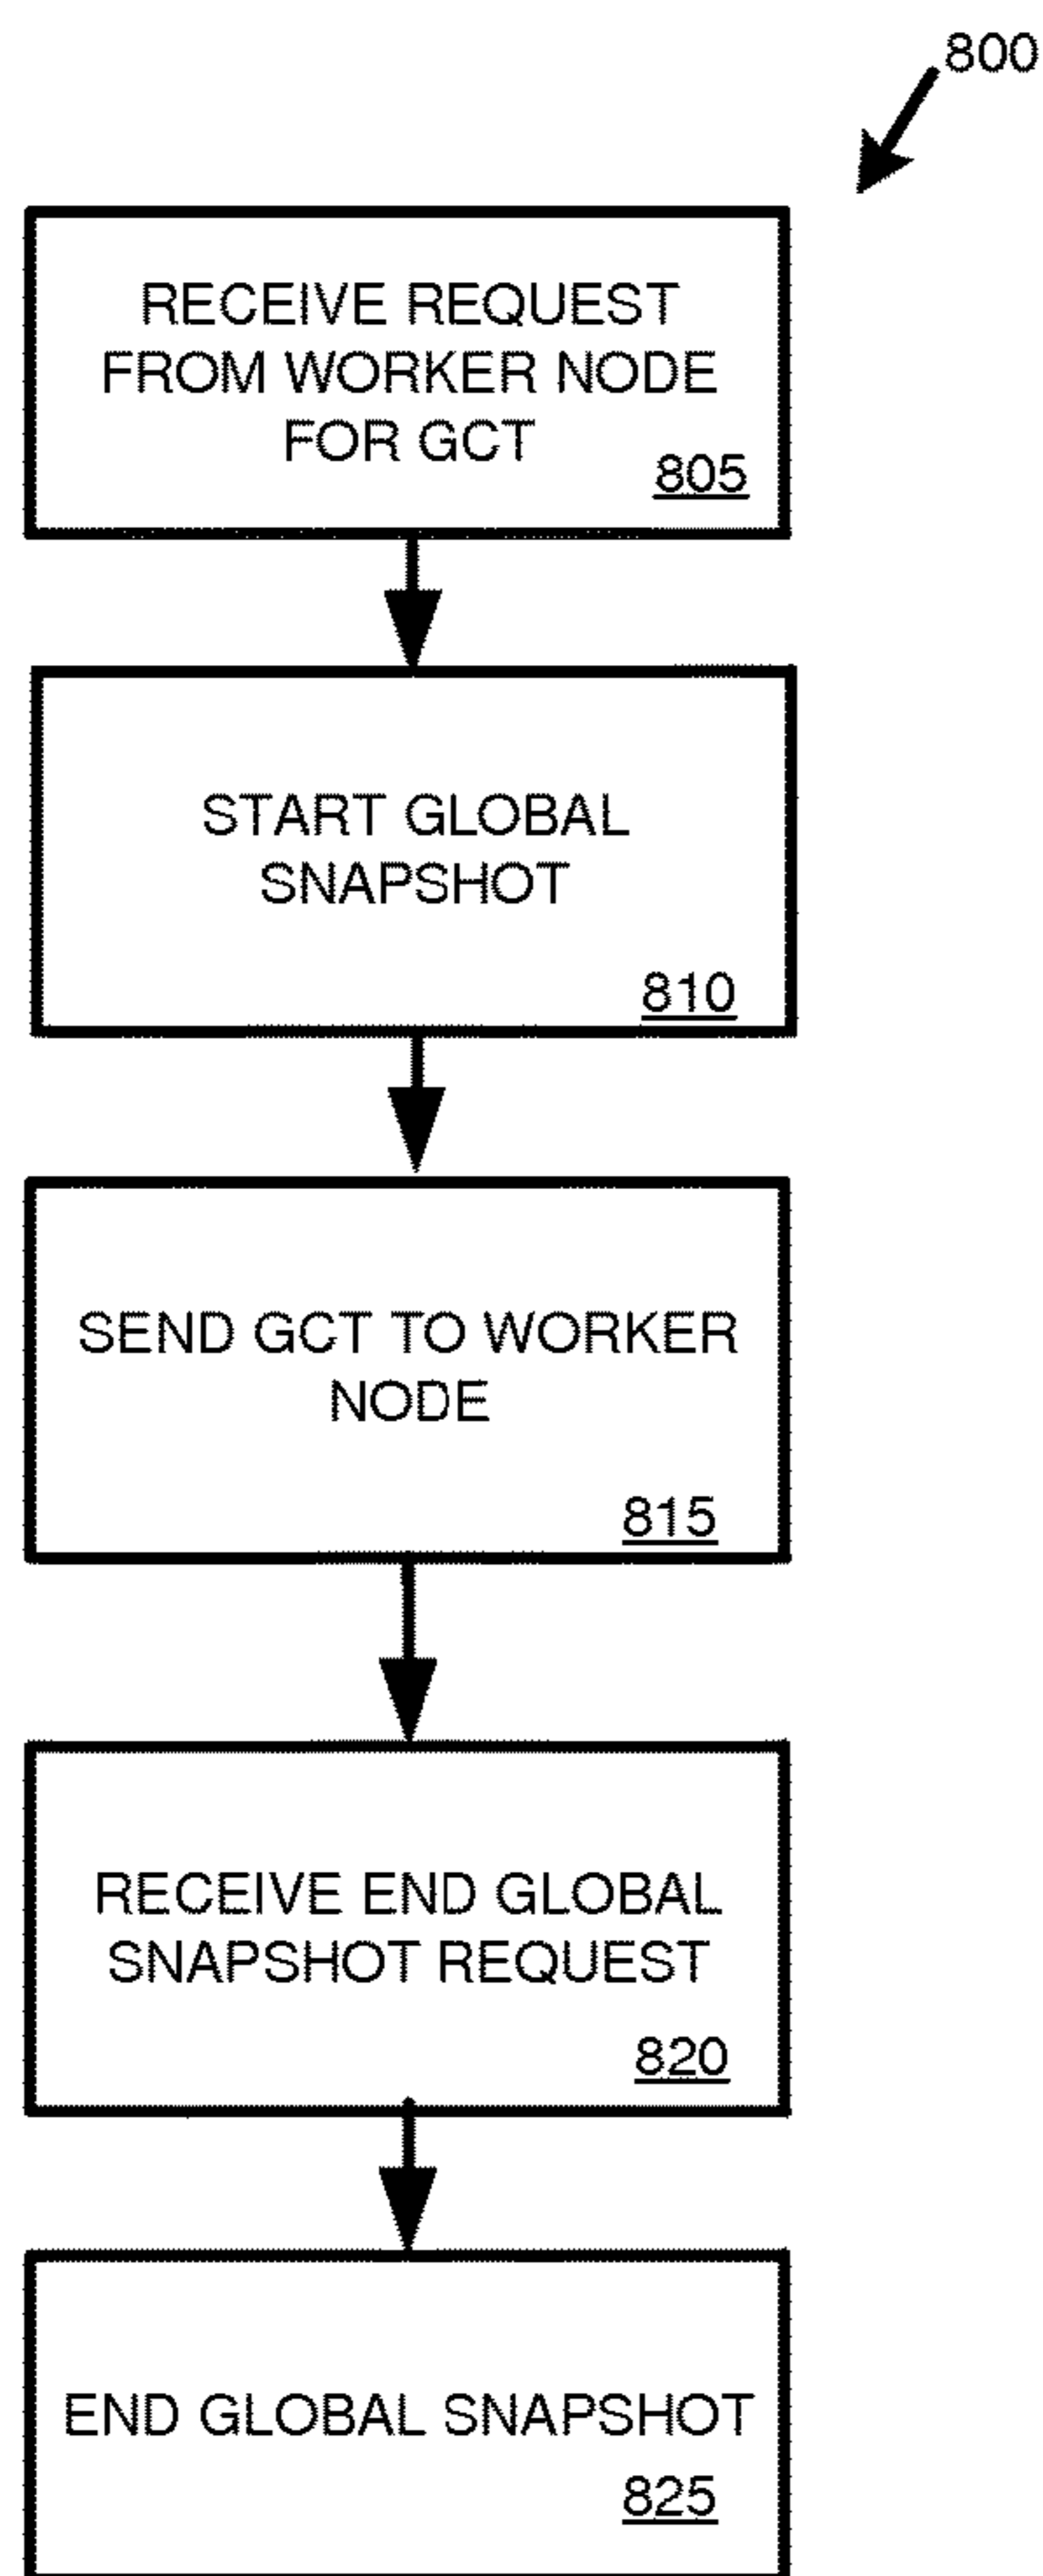 800
RECEIVE REQUEST
FROM WORKER NODE
FOR GCT
805
START GLOBAL
SNAPSHOT
810
SEND GCT TO WORKER
NODE
815
RECEIVE END GLOBAL
SNAPSHOT REQUEST
820
END GLOBAL SNAPSHOT
825